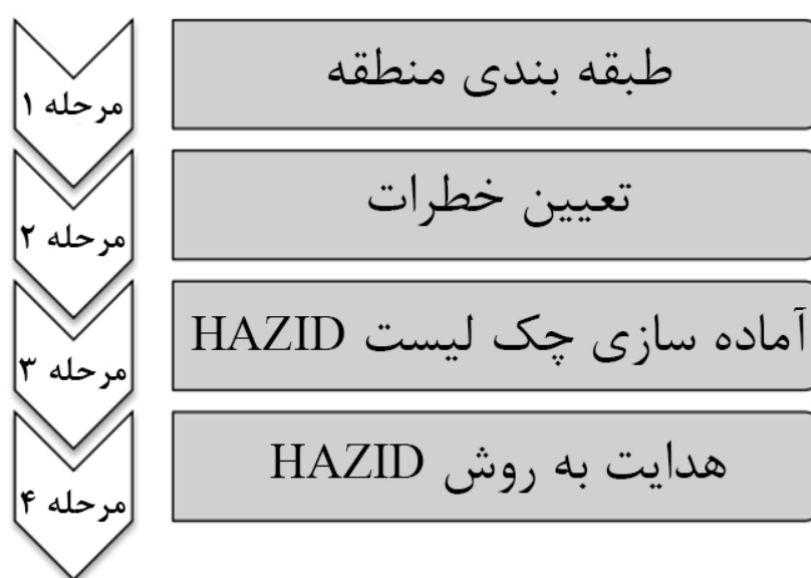 مرحله ۱
طبقه بندی منطقه
مرحله ۲
تعیین خطرات
مرحله ۳
آماده سازی چک لیست HAZID
مرحله ۴
هدایت به روش HAZID